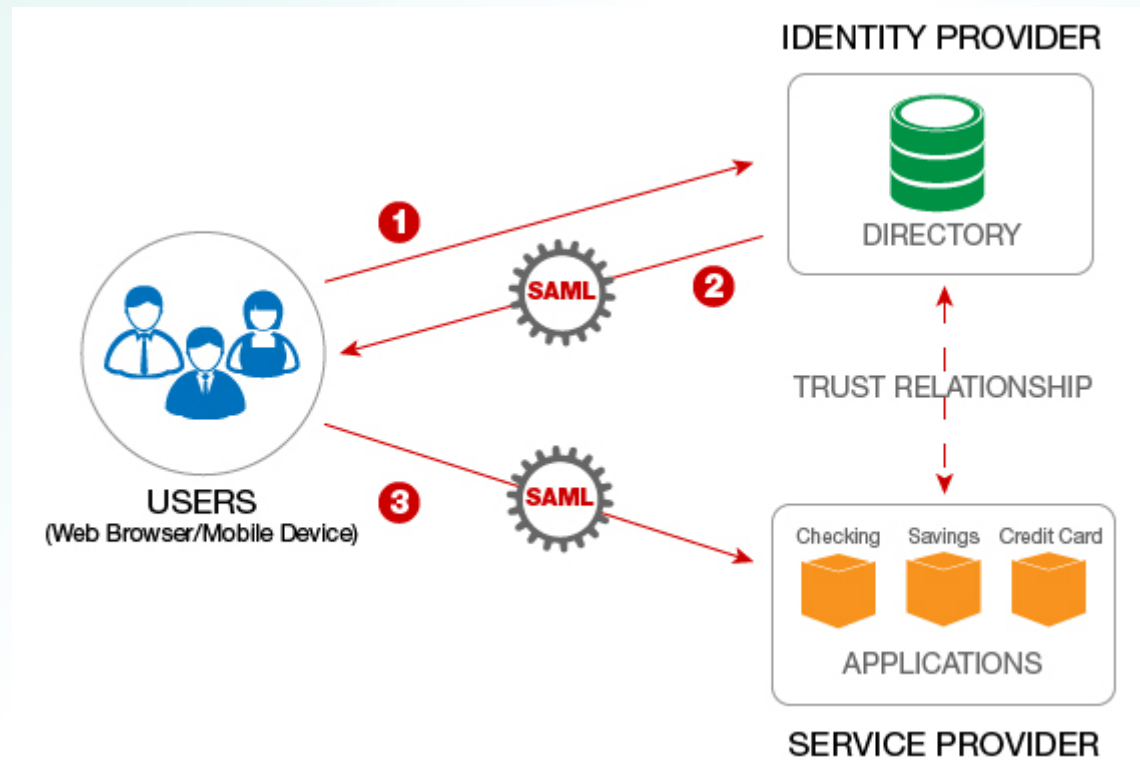 IDENTITY PROVIDER
DIRECTORY
1
SAML
2
TRUST RELATIONSHIP
USERS
(Web Browser/Mobile Device)
3
SAML
Checking Savings Credit Card
APPLICATIONS
SERVICE PROVIDER